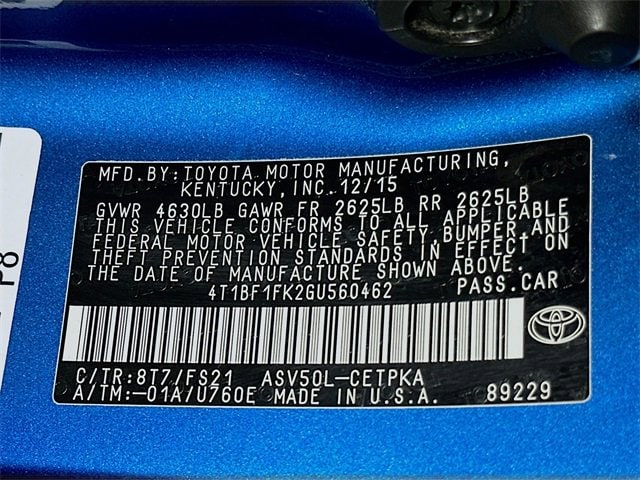 MFD. BY: TOYOTA MOTOR MANUFACTURING,
KENTUCKY, INC. 12/15
GVWR 4630LB GAWR FR 2625LB RR 2625LB
THIS VEHICLE CONFORMS TO ALL APPLICABLE
FEDERAL MOTOR VEHICLE SAFETY, BUMPER, AND
THEFT PREVENTION STANDARDS IN EFFECT ON
THE DATE OF MANUFACTURE SHOWN ABOVE.
4T1BF1FK2GU560462 PASS. CAR
C/TR: 8T7/FS21 ASV50L-CETPKA
A/TM: -01A/U760E MADE IN U.S.A. 89229
P8